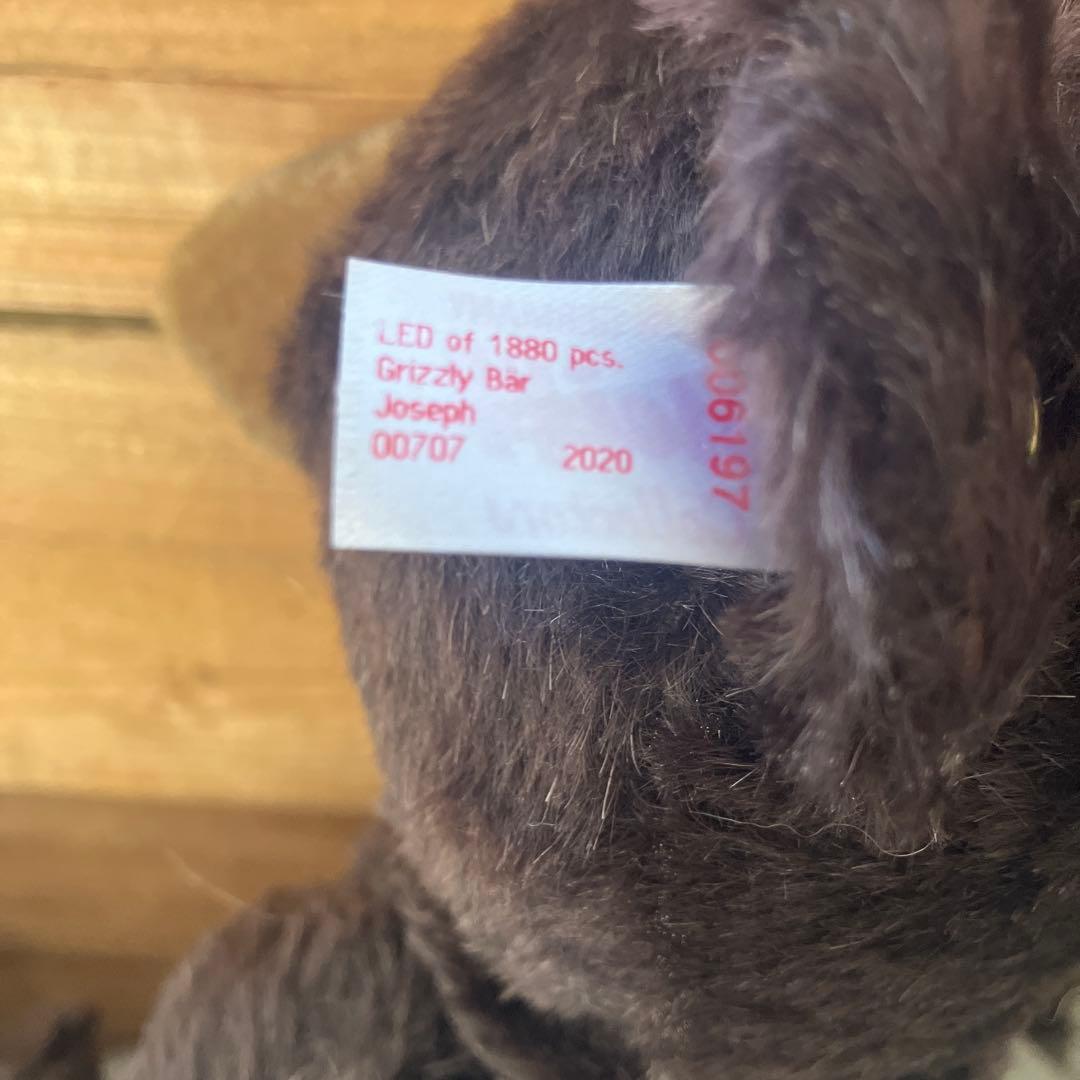 LED of 1880 pcs.
Grizzly Bär
Joseph
00707 2020
006197